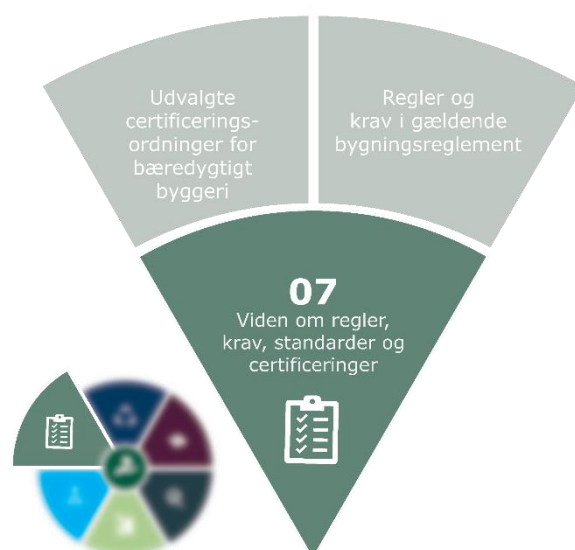 Udvalgte
certificerings-
ordninger for
bæredygtigt
byggeri
Regler og
krav i gældende
bygningsreglement
07
Viden om regler,
krav, standarder og
certificeringer